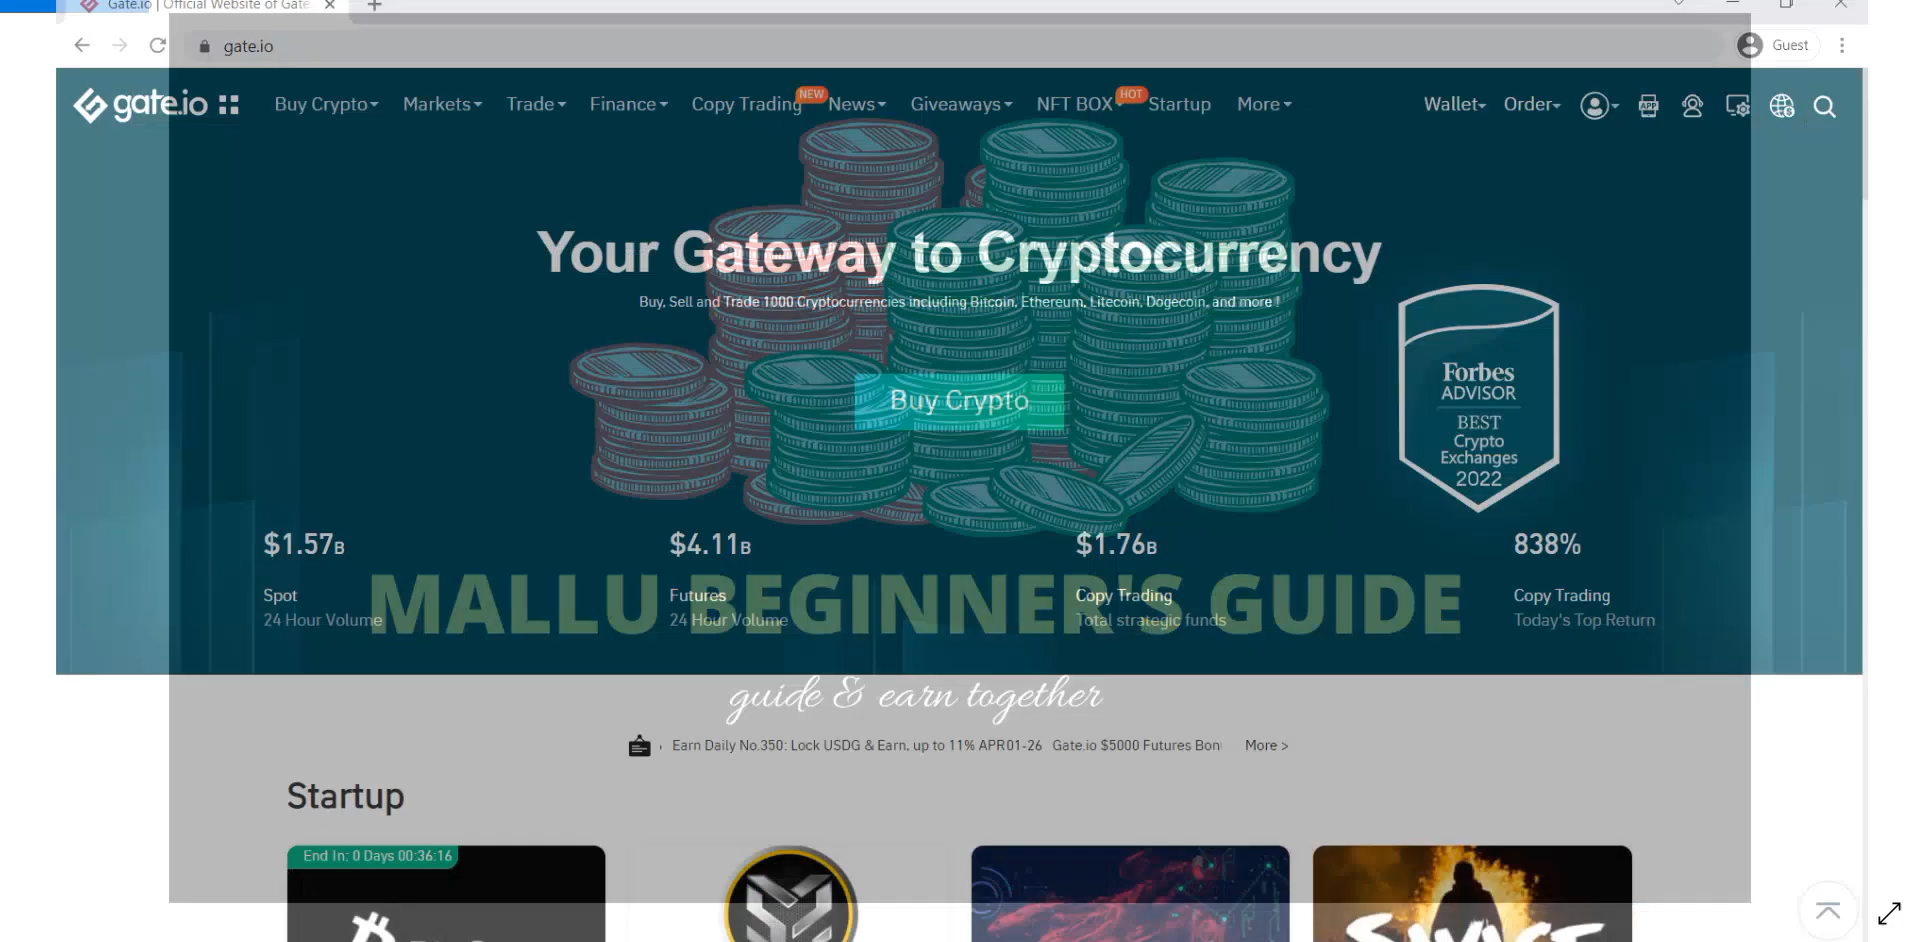 Gate.io | Official Website of Gate
gate.io
Guest
gate.io
Buy Crypto
Markets
Trade
Finance
Copy Trading
NEW
News
Giveaways
NFT BOX
HOT
Startup
More
Wallet
Order
APP
Your Gateway to Cryptocurrency
Buy, Sell and Trade 1000 Cryptocurrencies including Bitcoin, Ethereum, Litecoin, Dogecoin, and more !
Buy Crypto
Forbes
ADVISOR
BEST
Crypto
Exchanges
2022
$1.57B
$4.11B
$1.76B
838%
Spot
Futures
Copy Trading
Copy Trading
24 Hour Volume
24 Hour Volume
Total strategic funds
Today's Top Return
MALLU BEGINNER'S GUIDE
guide & earn together
Earn Daily No.350: Lock USDG & Earn, up to 11% APR01-26
Gate.io $5000 Futures Bon
More >
Startup
End In: 0 Days 00:36:16